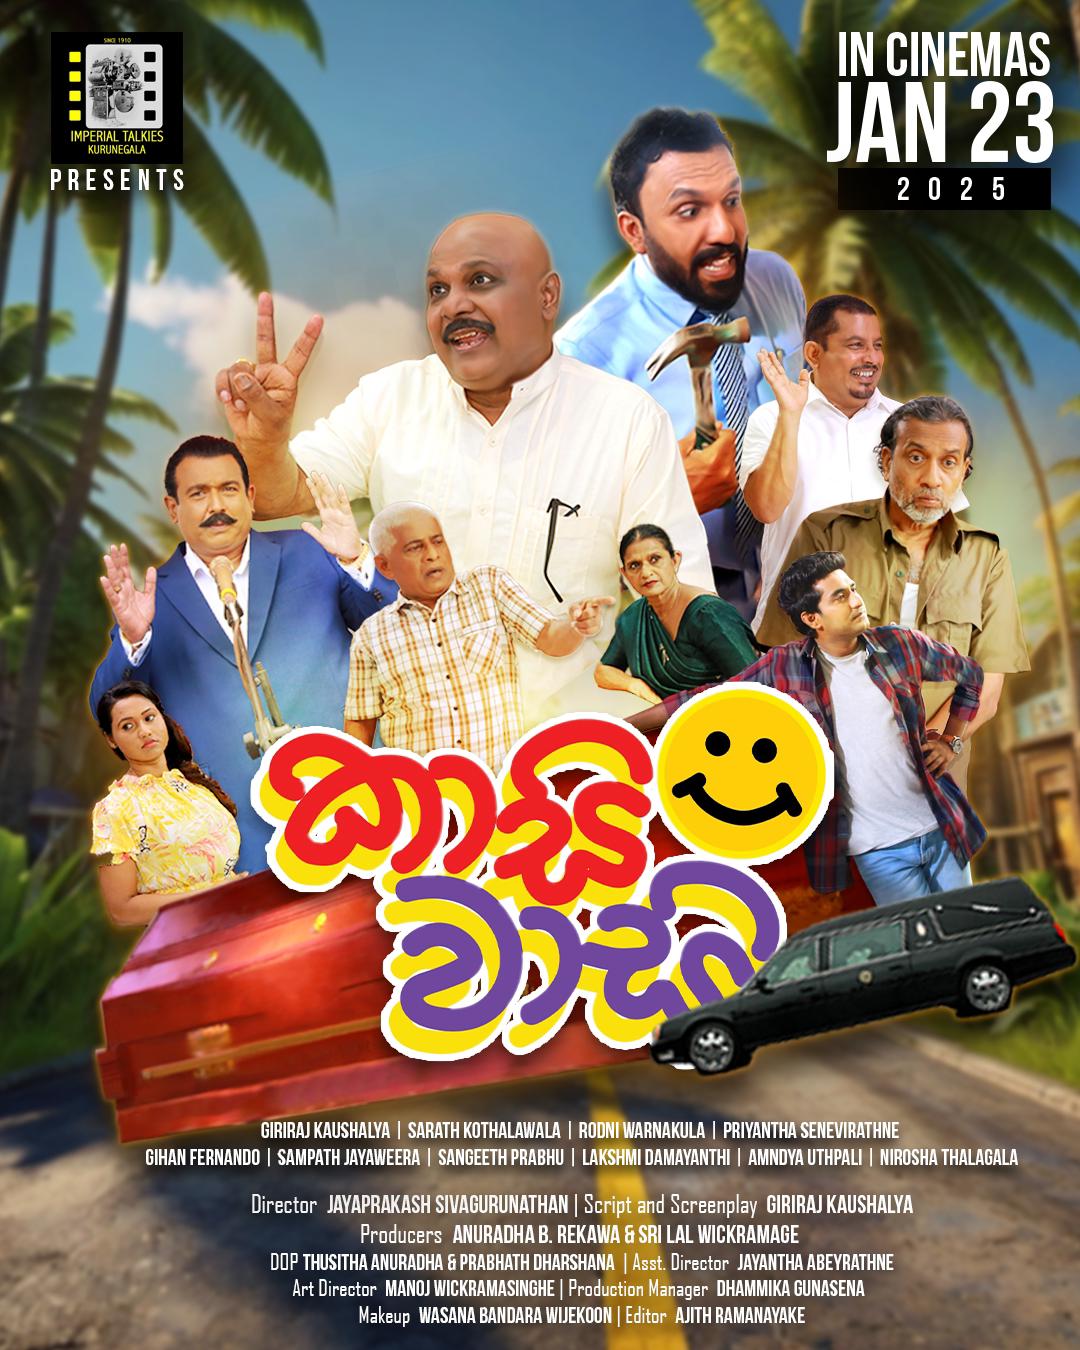 SINCE 1910
IMPERIAL TALKIES
KURUNEGALA
PRESENTS
IN CINEMAS
JAN 23
2025
කාසි
වාදුව
GIRIRAJ KAUSHALYA | SARATH KOTHALAWALA | RODNI WARNAKULA | PRIYANTHA SENEVIRATHNE
GIHAN FERNANDO | SAMPATH JAYAWEERA | SANGEETH PRABHU | LAKSHMI DAMAYANTHI | AMNDYA UTHPALI | NIROSHA THALAGALA
Director JAYAPRAKASH SIVAGURUNATHAN | Script and Screenplay GIRIRAJ KAUSHALYA
Producers ANURADHA B. REKAWA & SRI LAL WICKRAMAGE
DOP THUSITHA ANURADHA & PRABHATH DHARSHANA | Asst. Director JAYANTHA ABEYRATHNE
Art Director MANOJ WICKRAMASINGHE | Production Manager DHAMMIKA GUNASENA
Makeup WASANA BANDARA WIJEKOON | Editor AJITH RAMANAYAKE